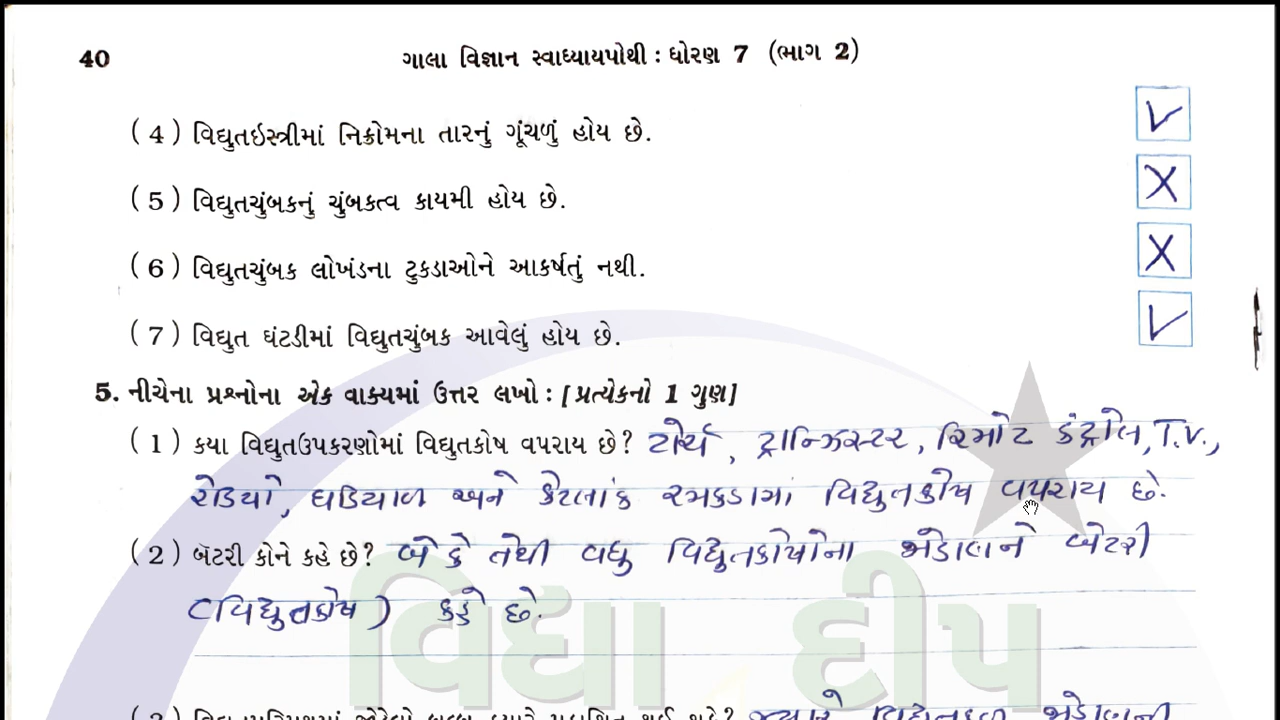 40
ગાલા વિજ્ઞાન સ્વાધ્યાયપોથી : ધોરણ 7 (ભાગ 2)
(4) વિદ્યુતઇસ્ત્રીમાં નિક્રોમના તારનું ગૂંચળું હોય છે. ✓
(5) વિદ્યુતચુંબકનું ચુંબકત્વ કાયમી હોય છે. X
(6) વિદ્યુતચુંબક લોખંડના ટુકડાઓને આકર્ષતું નથી. X
(7) વિદ્યુત ઘંટડીમાં વિદ્યુતચુંબક આવેલું હોય છે. ✓
5. નીચેના પ્રશ્નોના એક વાક્યમાં ઉત્તર લખો : [પ્રત્યેકનો 1 ગુણ]
(1) કયા વિદ્યુતઉપકરણોમાં વિદ્યુતકોષ વપરાય છે? ટોર્ચ, ટ્રાન્ઝિસ્ટર, રિમોટ કંટ્રોલ, T.V.,
રેડિયો, ઘડિયાળ અને કેટલાંક રમકડામાં વિદ્યુતકોષ વપરાય છે.
(2) બૅટરી કોને કહે છે? બે કે તેથી વધુ વિદ્યુતકોષોના જોડાણને બેટરી
(વિદ્યુતકોષ) કહે છે.
વિદ્યા દીપ